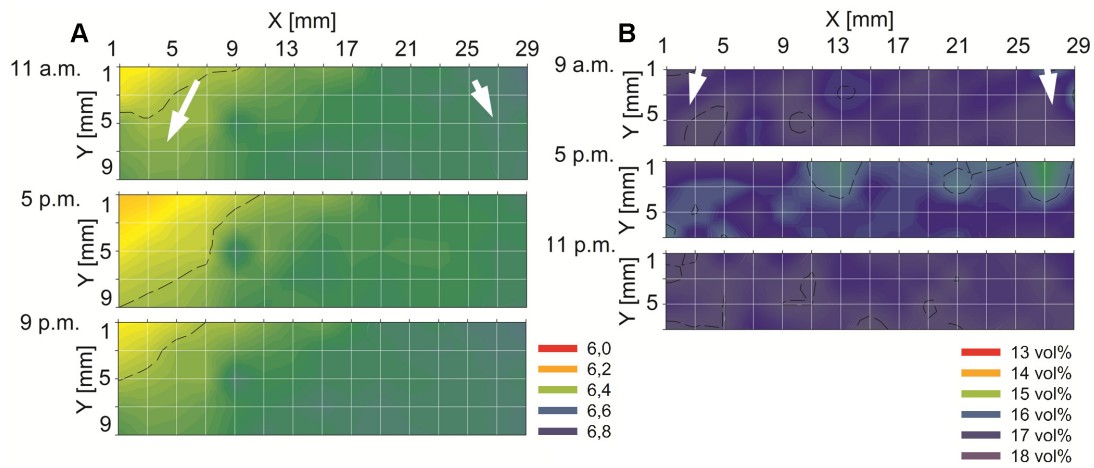 A
X [mm]
1 5 9 13 17 21 25 29
11 a.m.
Y [mm]
1
5
9
5 p.m.
Y [mm]
1
5
9
9 p.m.
Y [mm]
1
5
9
6,0
6,2
6,4
6,6
6,8
B
X [mm]
1 5 9 13 17 21 25 29
9 a.m.
Y [mm]
1
5
5 p.m.
Y [mm]
1
5
11 p.m.
Y [mm]
1
5
13 vol%
14 vol%
15 vol%
16 vol%
17 vol%
18 vol%